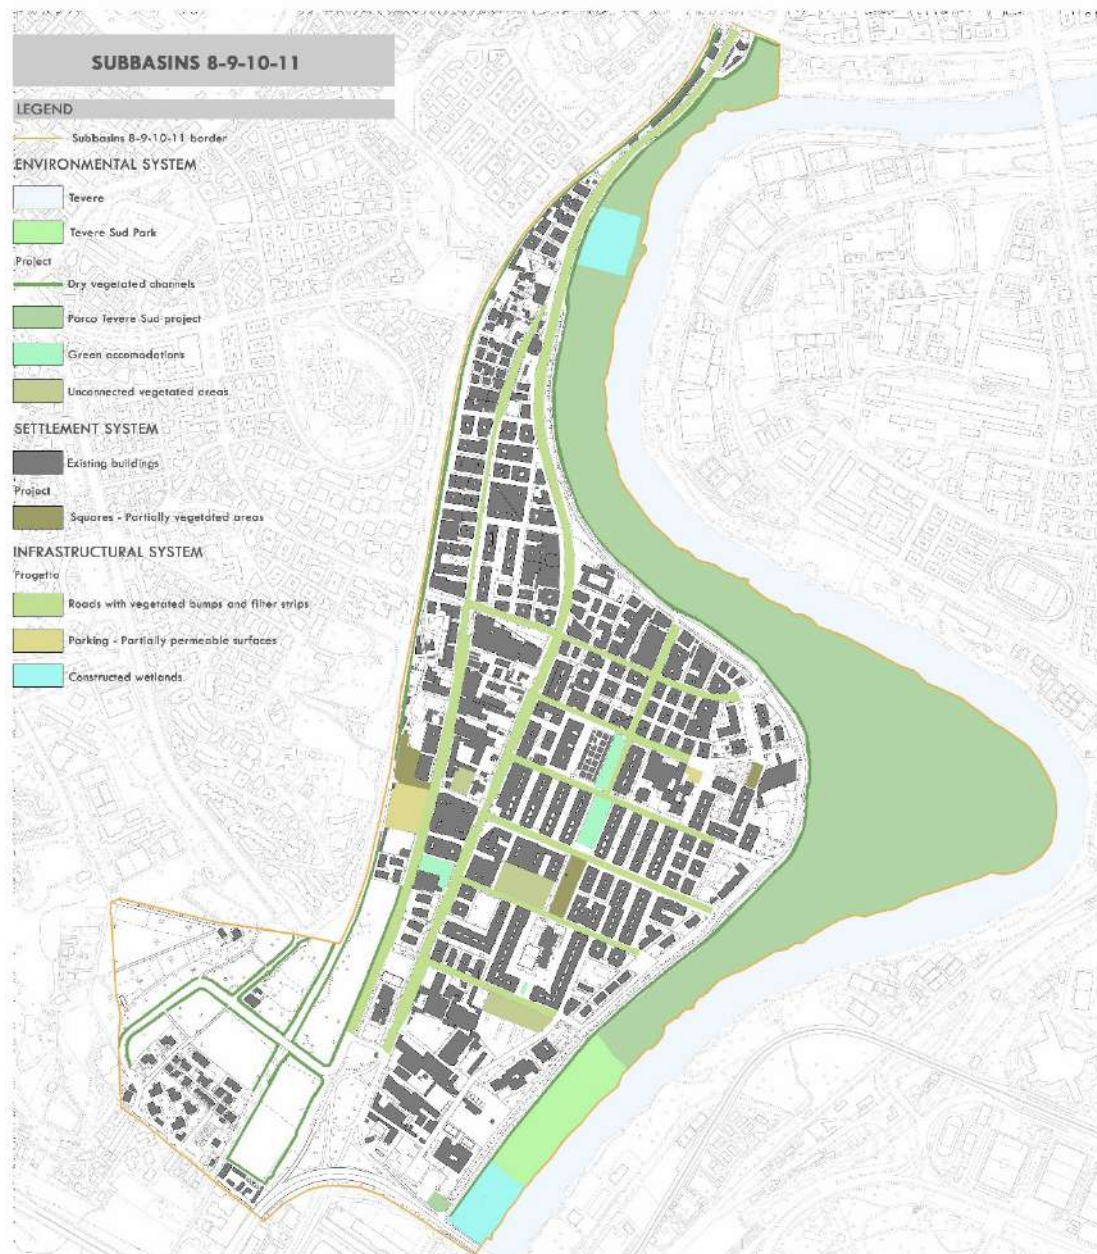 SUBBASINS 8-9-10-11
LEGEND
Subbasins 8-9-10-11 border
ENVIRONMENTAL SYSTEM
Tevere
Tevere Sud Park
Project
Dry vegetated channels
Parco Tevere Sud project
Green accomodations
Unconnected vegetated areas
SETTLEMENT SYSTEM
Existing buildings
Project
Squares - Partially vegetated areas
INFRASTRUCTURAL SYSTEM
Progetto
Roads with vegetated bumps and filter strips
Parking - Partially permeable surfaces
Constructed wetlands